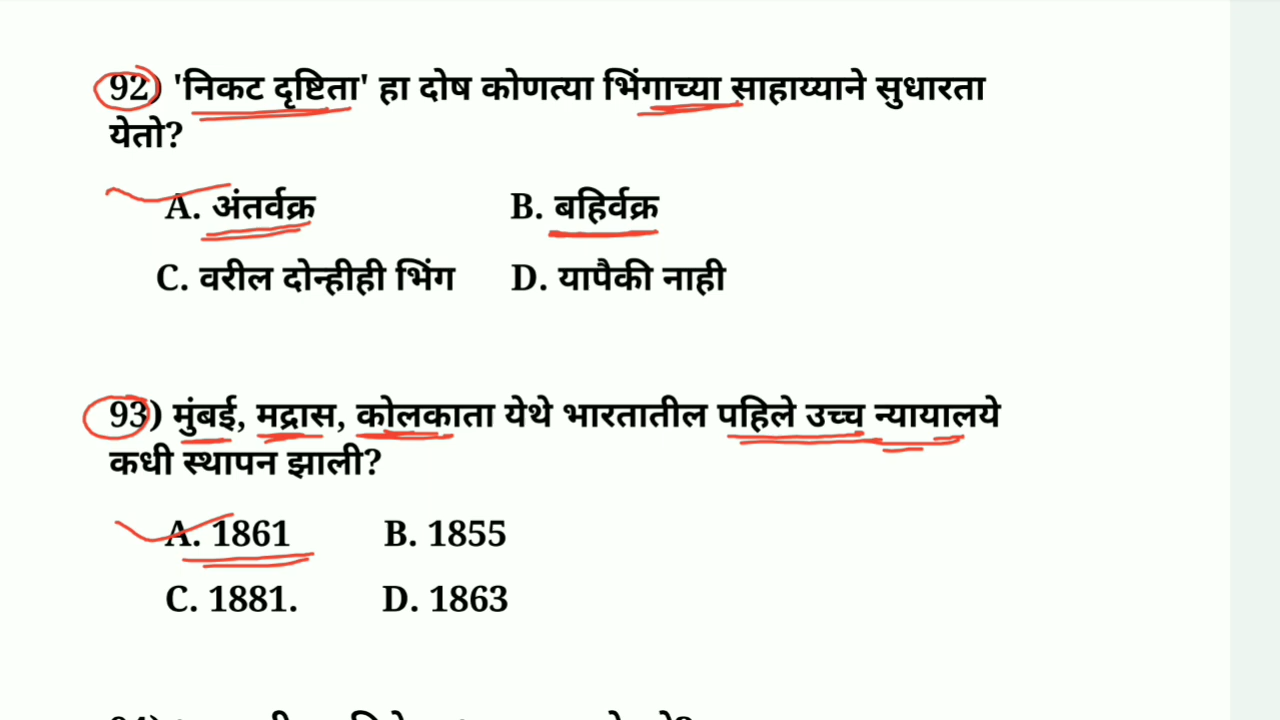 92) 'निकट दृष्टिता' हा दोष कोणत्या भिंगाच्या साहाय्याने सुधारता
येतो?
A. अंतर्वक्र B. बहिर्वक्र
C. वरील दोन्हीही भिंग D. यापैकी नाही
93) मुंबई, मद्रास, कोलकाता येथे भारतातील पहिले उच्च न्यायालये
कधी स्थापन झाली?
A. 1861 B. 1855
C. 1881. D. 1863